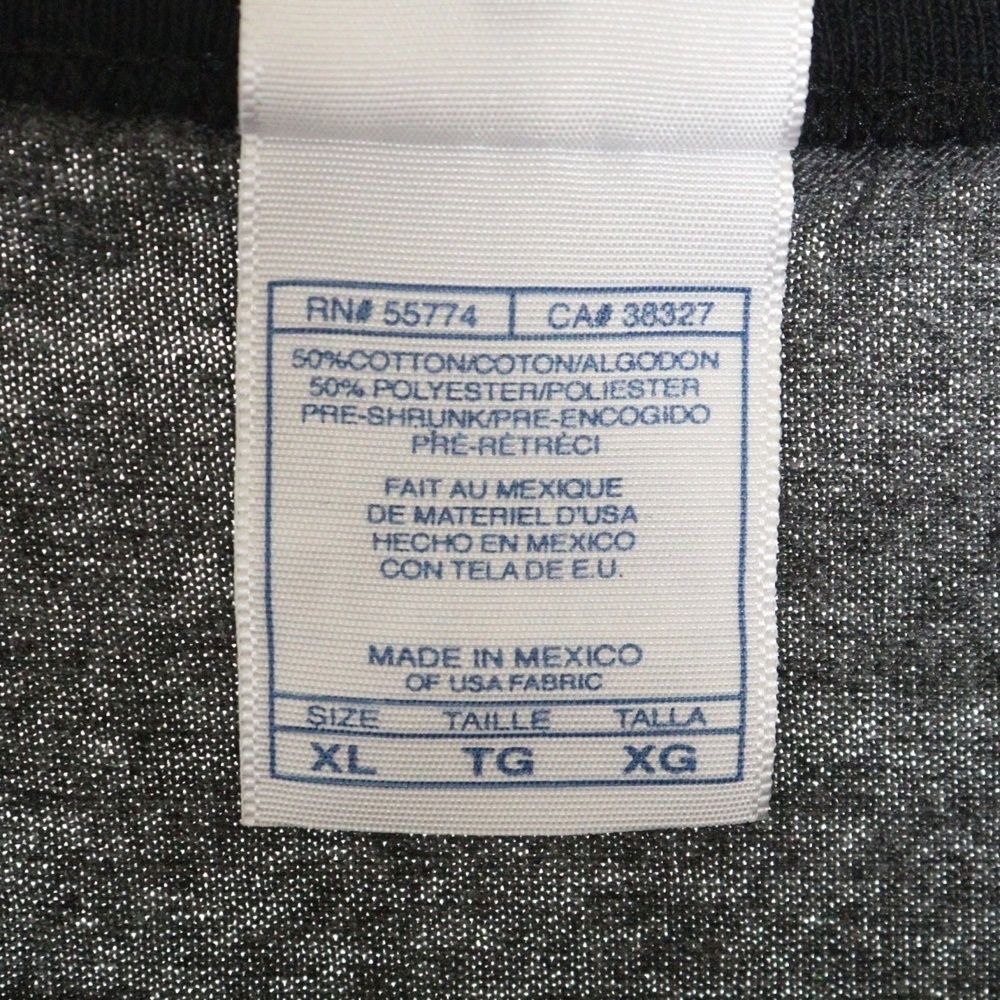 RN# 55774 CA# 38327
50%COTTON/COTON/ALGODON
50% POLYESTER/POLIESTER
PRE-SHRUNK/PRE-ENCOGIDO
PRÉ-RÉTRÉCI
FAIT AU MEXIQUE
DE MATERIEL D'USA
HECHO EN MEXICO
CON TELA DE E.U.
MADE IN MEXICO
OF USA FABRIC
SIZE TAILLE TALLA
XL TG XG